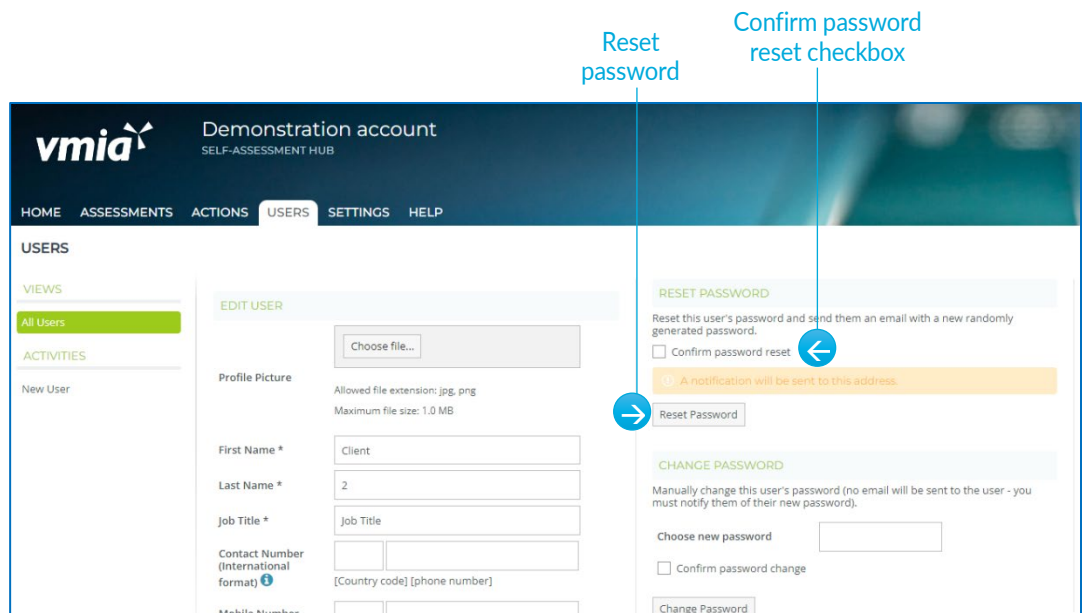 Confirm password
reset checkbox
Reset
password
vmia
Demonstration account
SELF-ASSESSMENT HUB
HOME ASSESSMENTS ACTIONS USERS SETTINGS HELP
USERS
VIEWS
All Users
ACTIVITIES
New User
EDIT USER
Choose file...
Profile Picture
Allowed file extension: jpg, png
Maximum file size: 1.0 MB
First Name *
Client
Last Name *
2
Job Title *
Job Title
Contact Number
(International
format)
[Country code] [phone number]
Mobile Number
RESET PASSWORD
Reset this user's password and send them an email with a new randomly
generated password.
Confirm password reset
A notification will be sent to this address.
Reset Password
CHANGE PASSWORD
Manually change this user's password (no email will be sent to the user - you
must notify them of their new password).
Choose new password
Confirm password change
Change Password